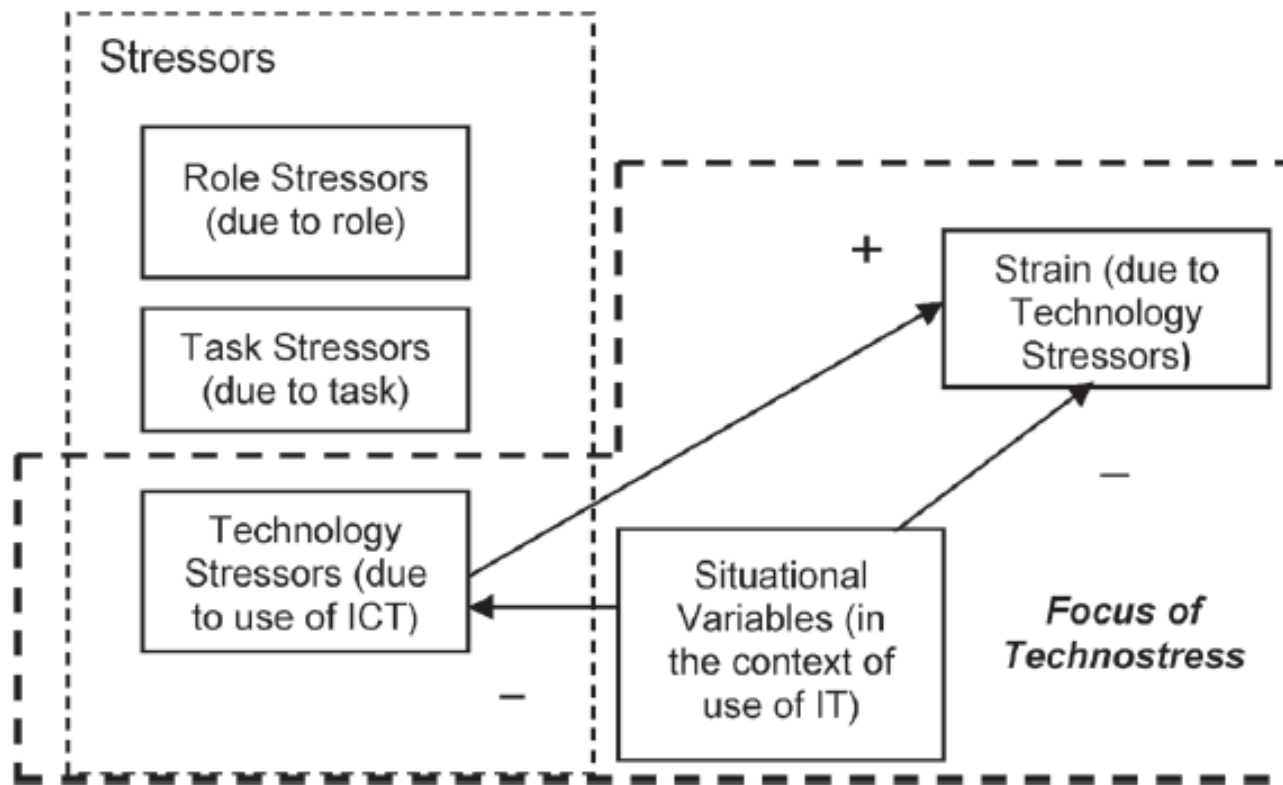 Stressors
Role Stressors
(due to role)
Task Stressors
(due to task)
Technology
Stressors (due
to use of ICT)
–
+
Strain (due to
Technology
Stressors)
–
Situational
Variables (in
the context of
use of IT)
Focus of
Technostress